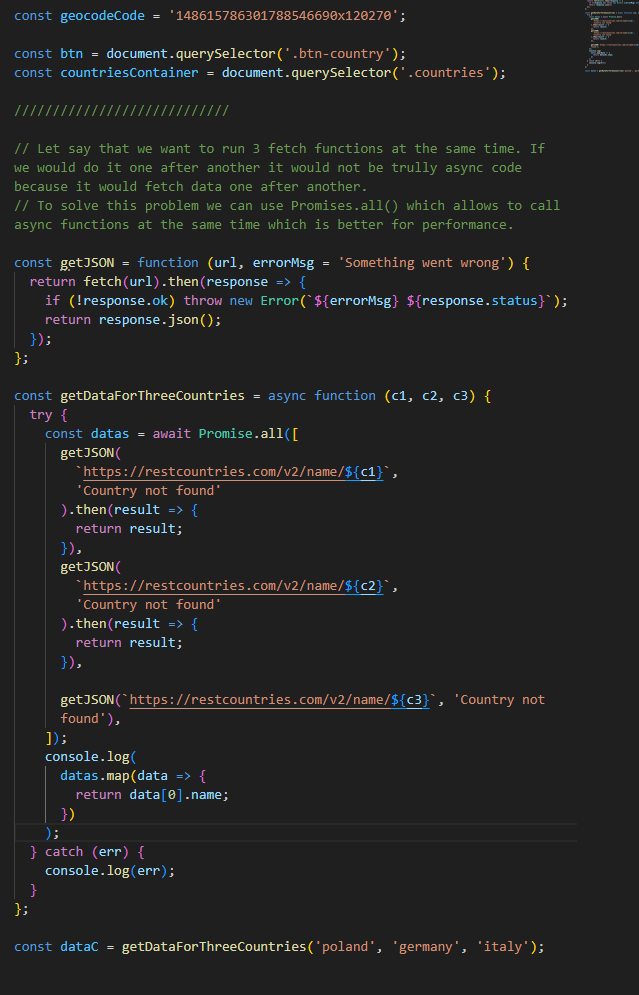 const geocodeCode = '148615786301788546690x120270';
const btn = document.querySelector('.btn-country');
const countriesContainer = document.querySelector('.countries');
////////////////////////////
// Let say that we want to run 3 fetch functions at the same time. If
we would do it one after another it would not be trully async code
because it would fetch data one after another.
// To solve this problem we can use Promises.all() which allows to call
async functions at the same time which is better for performance.
const getJSON = function (url, errorMsg = 'Something went wrong') {
return fetch(url).then(response => {
if (!response.ok) throw new Error(`${errorMsg} ${response.status}`);
return response.json();
});
};
const getDataForThreeCountries = async function (c1, c2, c3) {
try {
const datas = await Promise.all([
getJSON(
`https://restcountries.com/v2/name/${c1}`,
'Country not found'
).then(result => {
return result;
}),
getJSON(
`https://restcountries.com/v2/name/${c2}`,
'Country not found'
).then(result => {
return result;
}),
getJSON(`https://restcountries.com/v2/name/${c3}`, 'Country not
found'),
]);
console.log(
datas.map(data => {
return data[0].name;
})
);
} catch (err) {
console.log(err);
}
};
const dataC = getDataForThreeCountries('poland', 'germany', 'italy');